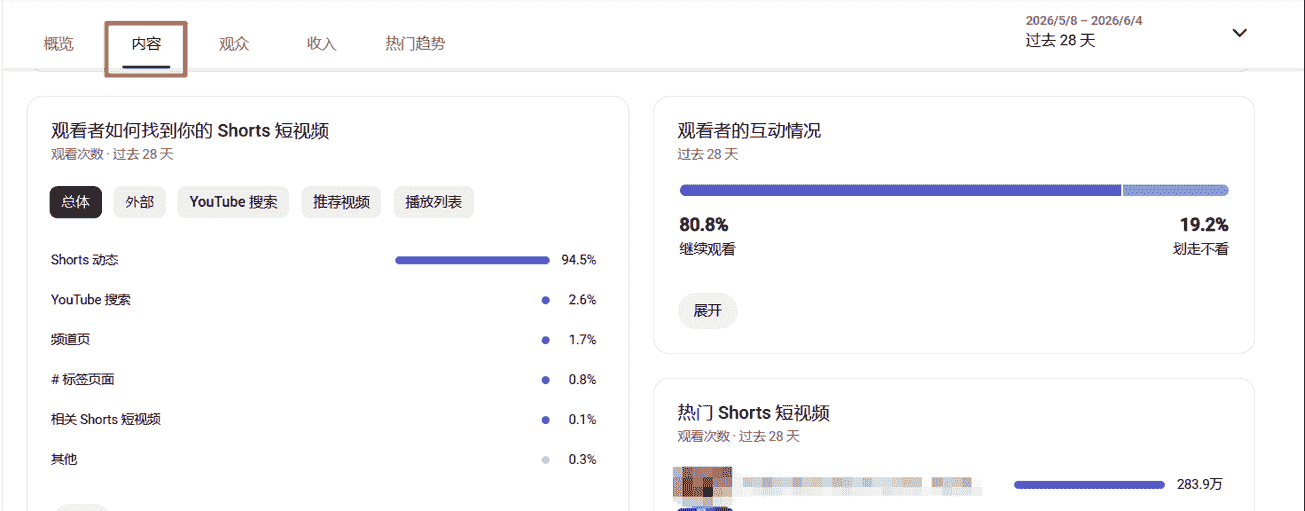 概览
内容
观众
收入
热门趋势
2026/5/8 – 2026/6/4
过去 28 天
观看者如何找到你的 Shorts 短视频
观看次数 · 过去 28 天
总体
外部
YouTube 搜索
推荐视频
播放列表
Shorts 动态 94.5%
YouTube 搜索 2.6%
频道页 1.7%
# 标签页面 0.8%
相关 Shorts 短视频 0.1%
其他 0.3%
观看者的互动情况
过去 28 天
80.8% 19.2%
继续观看 划走不看
展开
热门 Shorts 短视频
观看次数 · 过去 28 天
283.9万